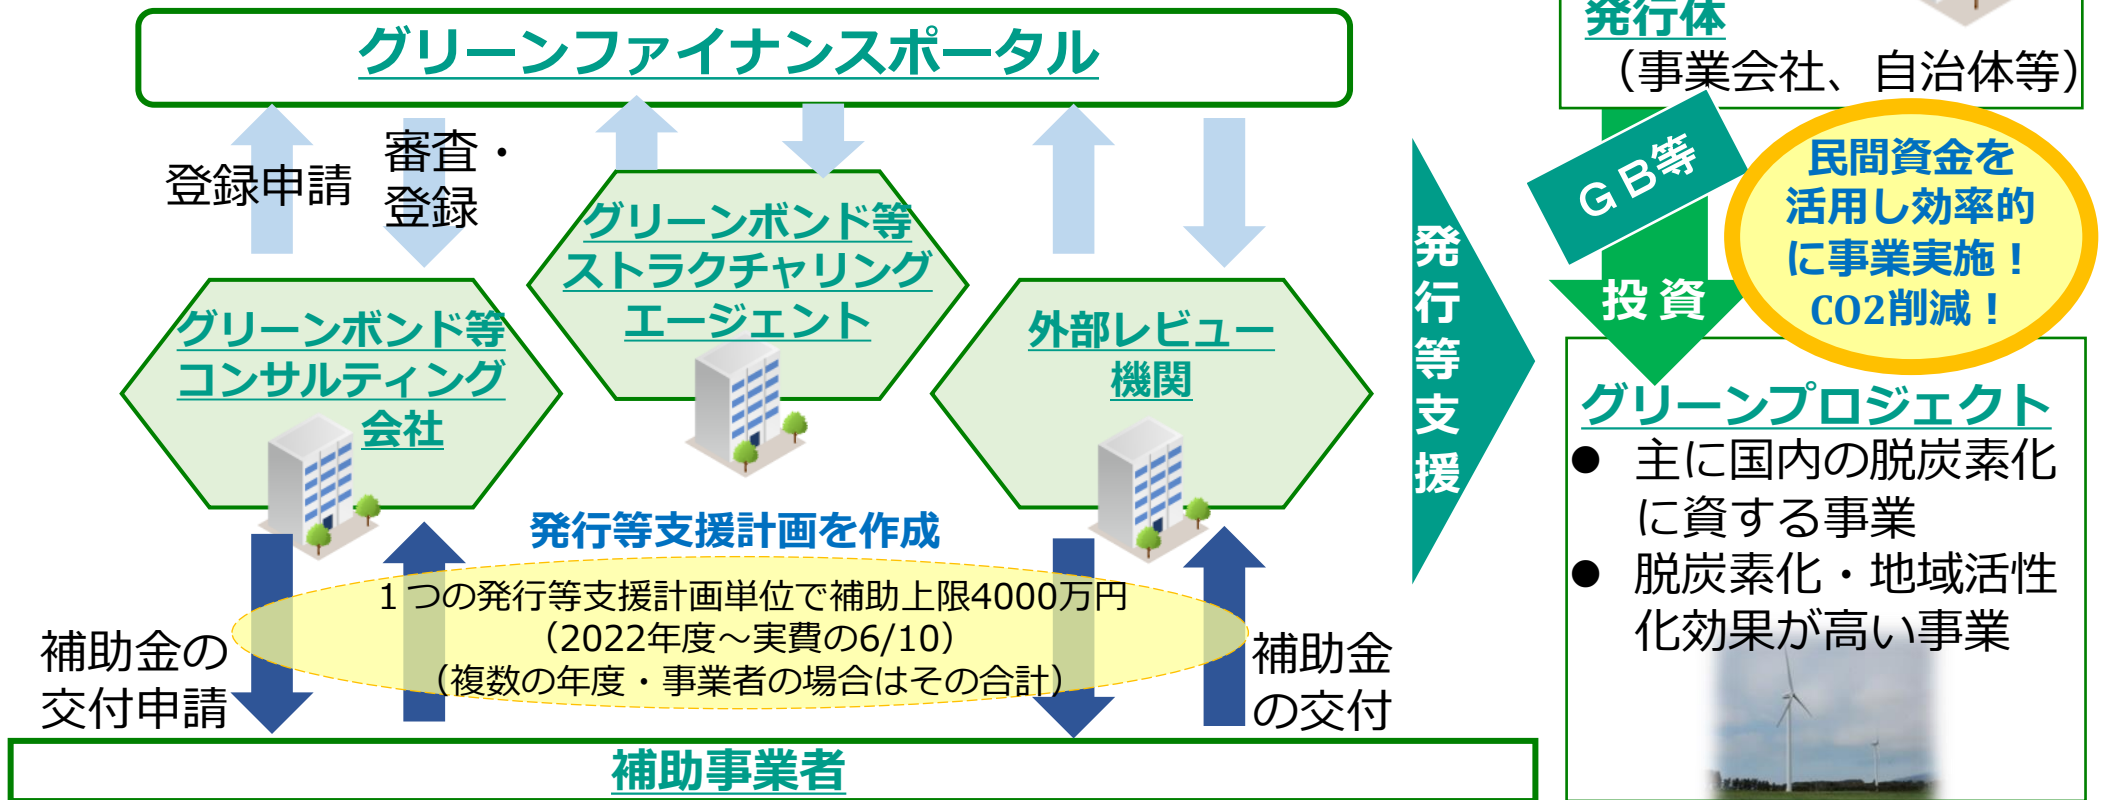 グリーンファイナンスポータル
登録申請
審査・
登録
グリーンボンド等
コンサルティング
会社
グリーンボンド等
ストラクチャリング
エージェント
外部レビュー
機関
発行等支援計画を作成
１つの発行等支援計画単位で補助上限4000万円
（2022年度～実費の6/10）
（複数の年度・事業者の場合はその合計）
補助金の
交付申請
補助金
の交付
補助事業者
発行等支援
発行体
（事業会社、自治体等）
ＧＢ等
投資
民間資金を
活用し効率的
に事業実施！
CO2削減！
グリーンプロジェクト
● 主に国内の脱炭素化
に資する事業
● 脱炭素化・地域活性
化効果が高い事業